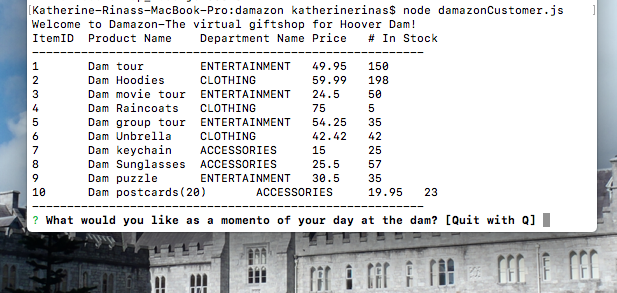 [Katherine-Rinass-MacBook-Pro:damazon katherinerinas$ node damazonCustomer.js ]
Welcome to Damazon-The virtual giftshop for Hoover Dam!
ItemID Product Name Department Name Price # In Stock
--------------------------------------------------------
1 Dam tour ENTERTAINMENT 49.95 150
2 Dam Hoodies CLOTHING 59.99 198
3 Dam movie tour ENTERTAINMENT 24.5 50
4 Dam Raincoats CLOTHING 75 5
5 Dam group tour ENTERTAINMENT 54.25 35
6 Dam Unbrella CLOTHING 42.42 42
7 Dam keychain ACCESSORIES 15 25
8 Dam Sunglasses ACCESSORIES 25.5 57
9 Dam puzzle ENTERTAINMENT 30.5 35
10 Dam postcards(20) ACCESSORIES 19.95 23
--------------------------------------------------------
? What would you like as a momento of your day at the dam? [Quit with Q]